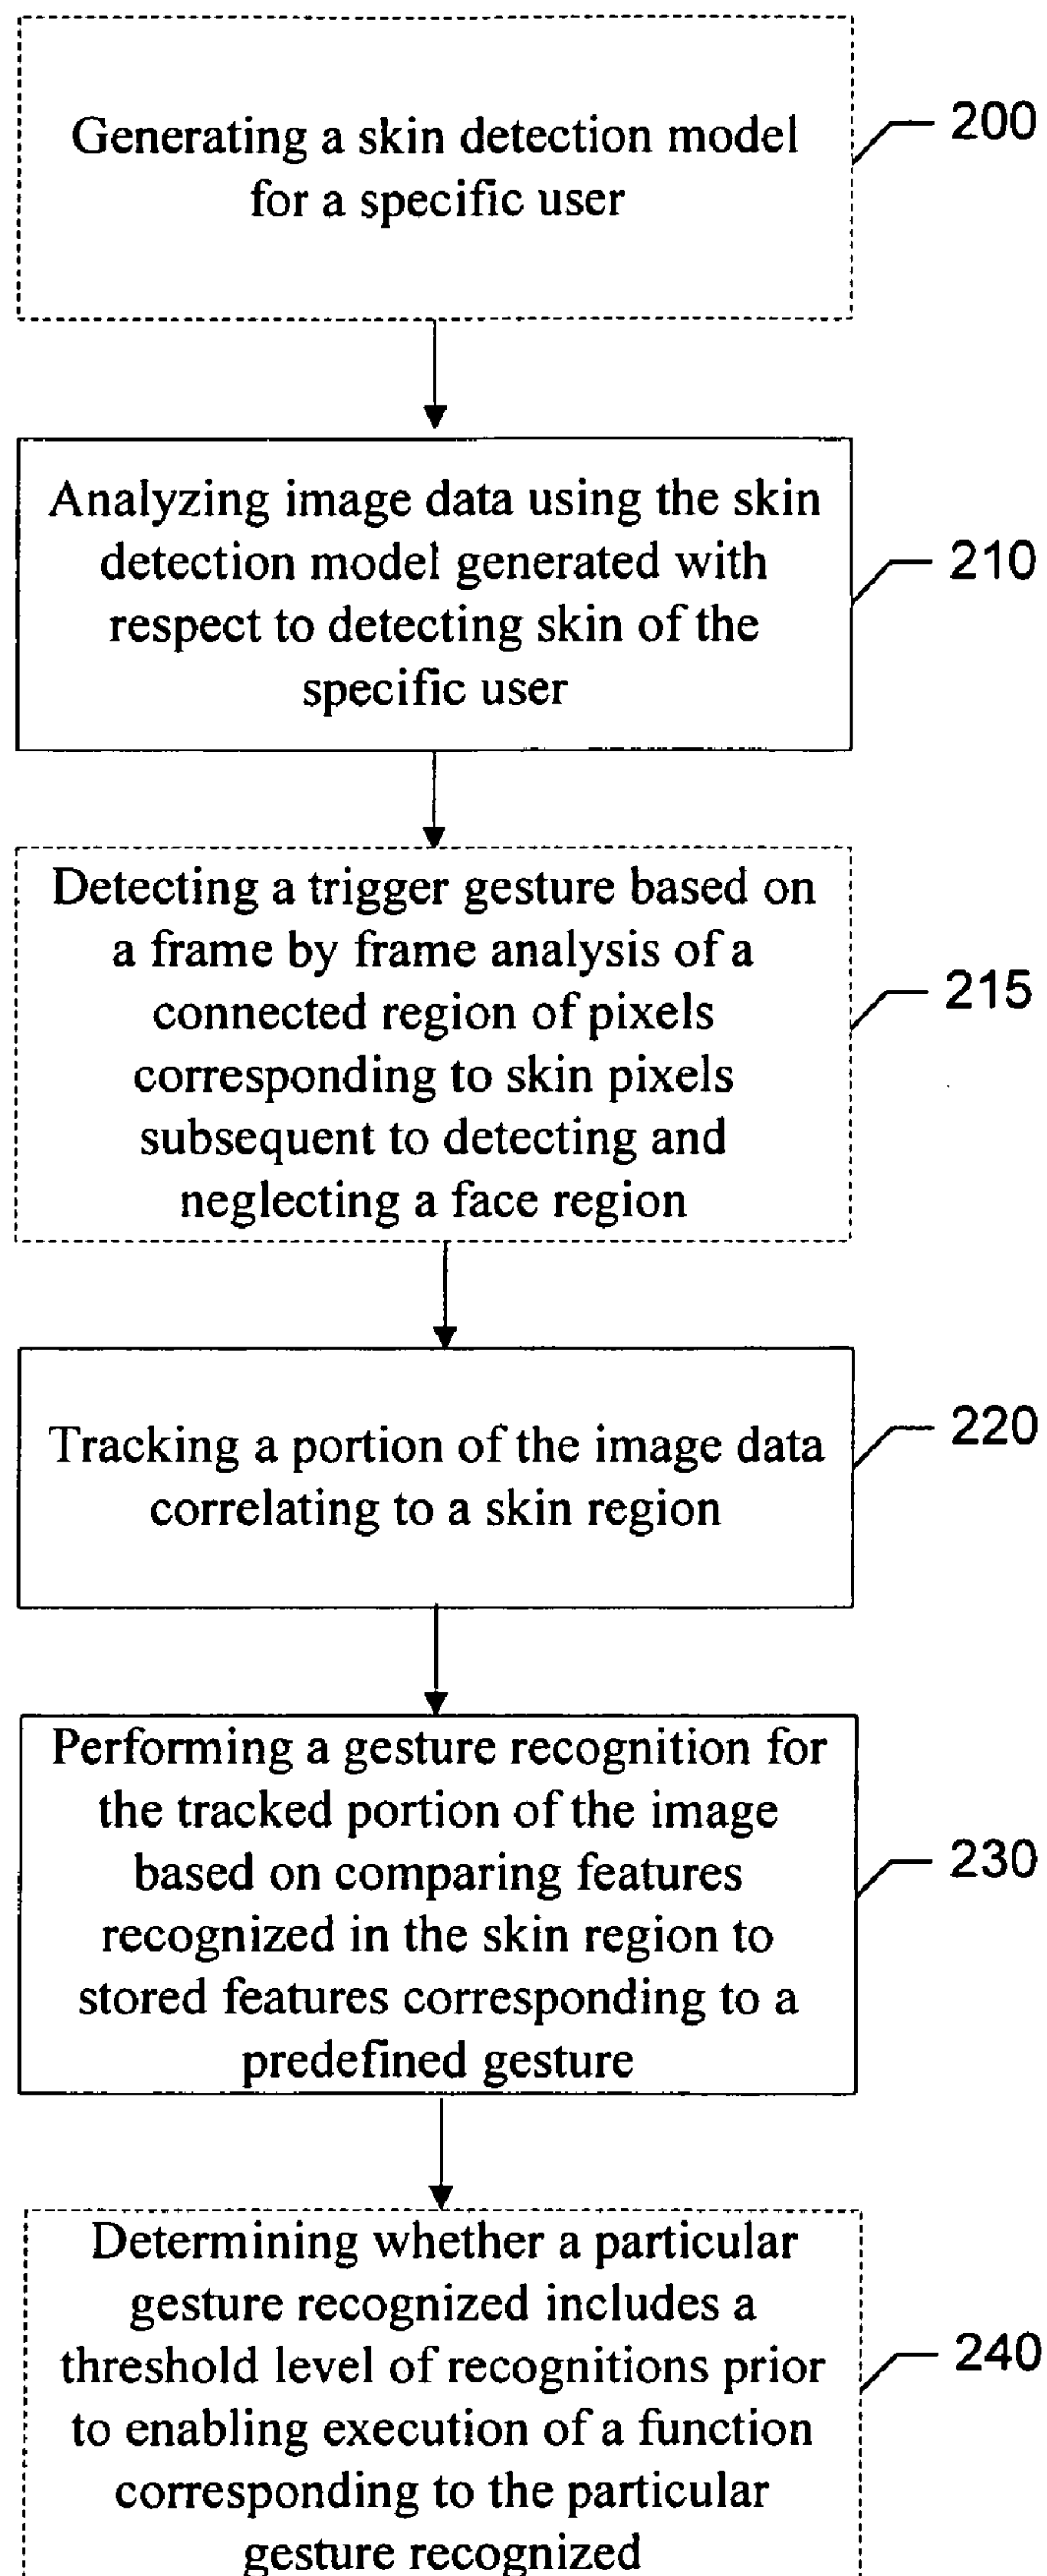 Generating a skin detection model
for a specific user
200
Analyzing image data using the skin
detection model generated with
respect to detecting skin of the
specific user
210
Detecting a trigger gesture based on
a frame by frame analysis of a
connected region of pixels
corresponding to skin pixels
subsequent to detecting and
neglecting a face region
215
Tracking a portion of the image data
correlating to a skin region
220
Performing a gesture recognition for
the tracked portion of the image
based on comparing features
recognized in the skin region to
stored features corresponding to a
predefined gesture
230
Determining whether a particular
gesture recognized includes a
threshold level of recognitions prior
to enabling execution of a function
corresponding to the particular
gesture recognized
240